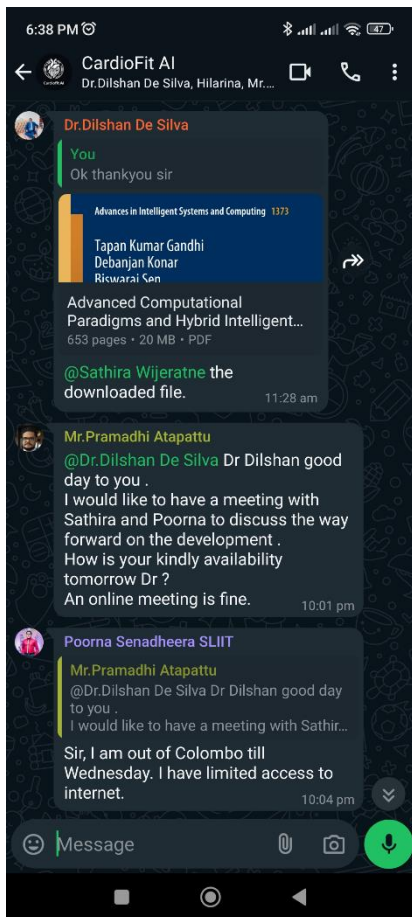 6:38 PM
47
CardioFit AI
Dr.Dilshan De Silva, Hilarina, Mr....
Dr.Dilshan De Silva
You
Ok thankyou sir
Advances in Intelligent Systems and Computing 1373
Tapan Kumar Gandhi
Debanjan Konar
Biswaraj Sen
Advanced Computational
Paradigms and Hybrid Intelligent...
653 pages • 20 MB • PDF
@Sathira Wijeratne the
downloaded file.
11:28 am
Mr.Pramadhi Atapattu
@Dr.Dilshan De Silva Dr Dilshan good
day to you .
I would like to have a meeting with
Sathira and Poorna to discuss the way
forward on the development .
How is your kindly availability
tomorrow Dr ?
An online meeting is fine.
10:01 pm
Poorna Senadheera SLIIT
Mr.Pramadhi Atapattu
@Dr.Dilshan De Silva Dr Dilshan good day
to you .
I would like to have a meeting with Sathir...
Sir, I am out of Colombo till
Wednesday. I have limited access to
internet.
10:04 pm
Message